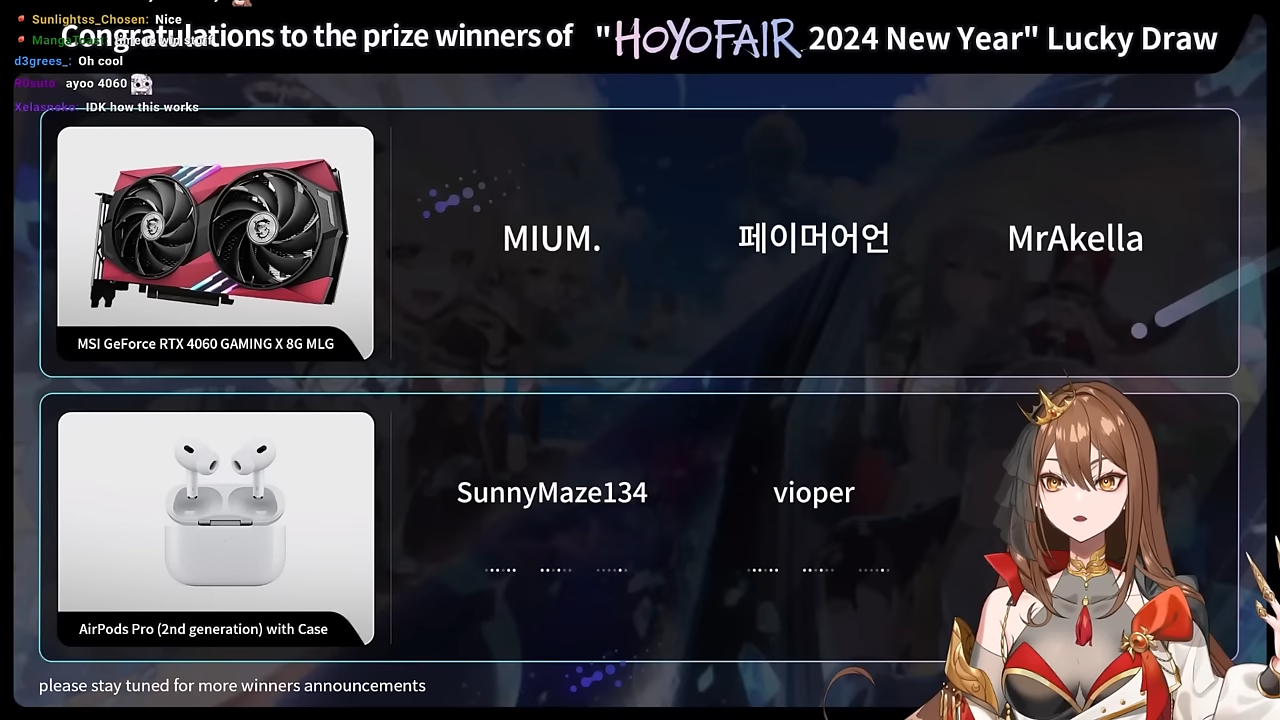 Sunlightss_Chosen: Nice
Congratulations to the prize winners of "HOYOFAIR 2024 New Year" Lucky Draw
d3grees_: Oh cool
R0suto: ayoo 4060
Xelasneko: IDK how this works
MIUM.
페이머어언
MrAkella
MSI GeForce RTX 4060 GAMING X 8G MLG
SunnyMaze134
vioper
AirPods Pro (2nd generation) with Case
please stay tuned for more winners announcements